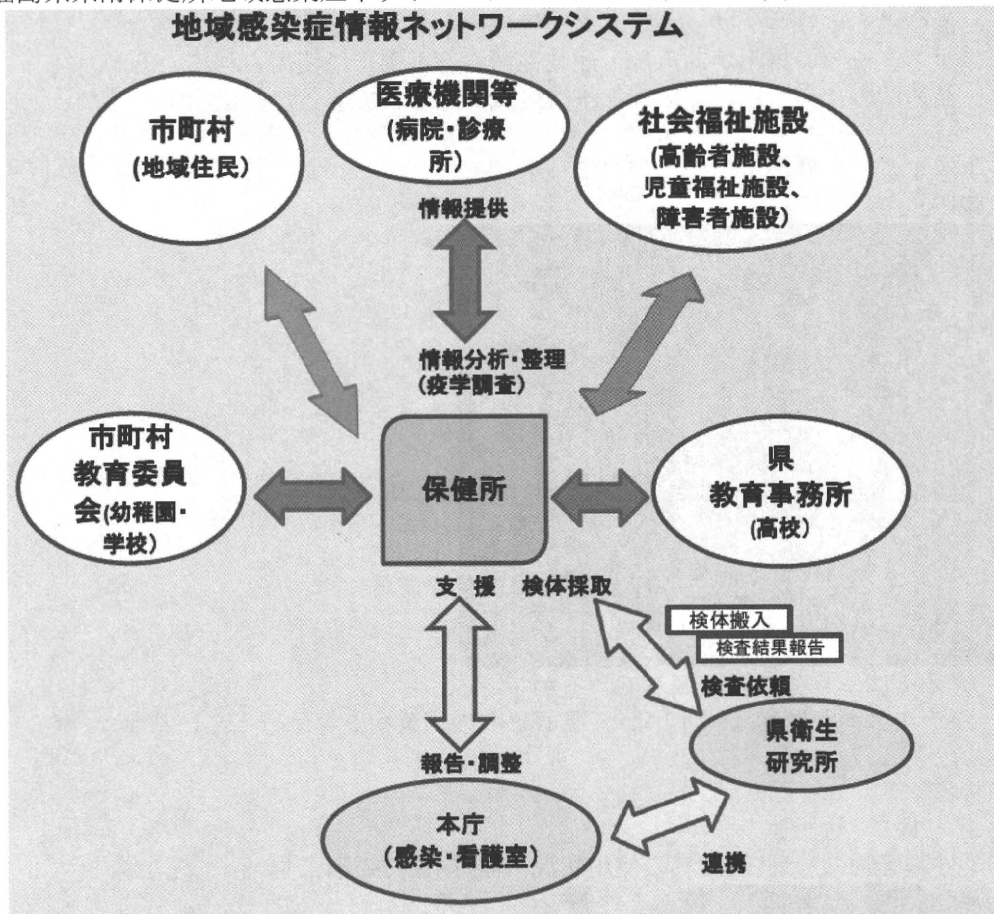 地域感染症情報ネットワークシステム
市町村
(地域住民)
医療機関等
(病院・診療
所)
社会福祉施設
(高齢者施設、
児童福祉施設、
障害者施設)
情報提供
情報分析・整理
(疫学調査)
市町村
教育委員
会(幼稚園・
学校)
保健所
県
教育事務所
(高校)
支 援 検体採取
検体搬入
検査結果報告
検査依頼
県衛生
研究所
報告・調整
本庁
(感染・看護室)
連携